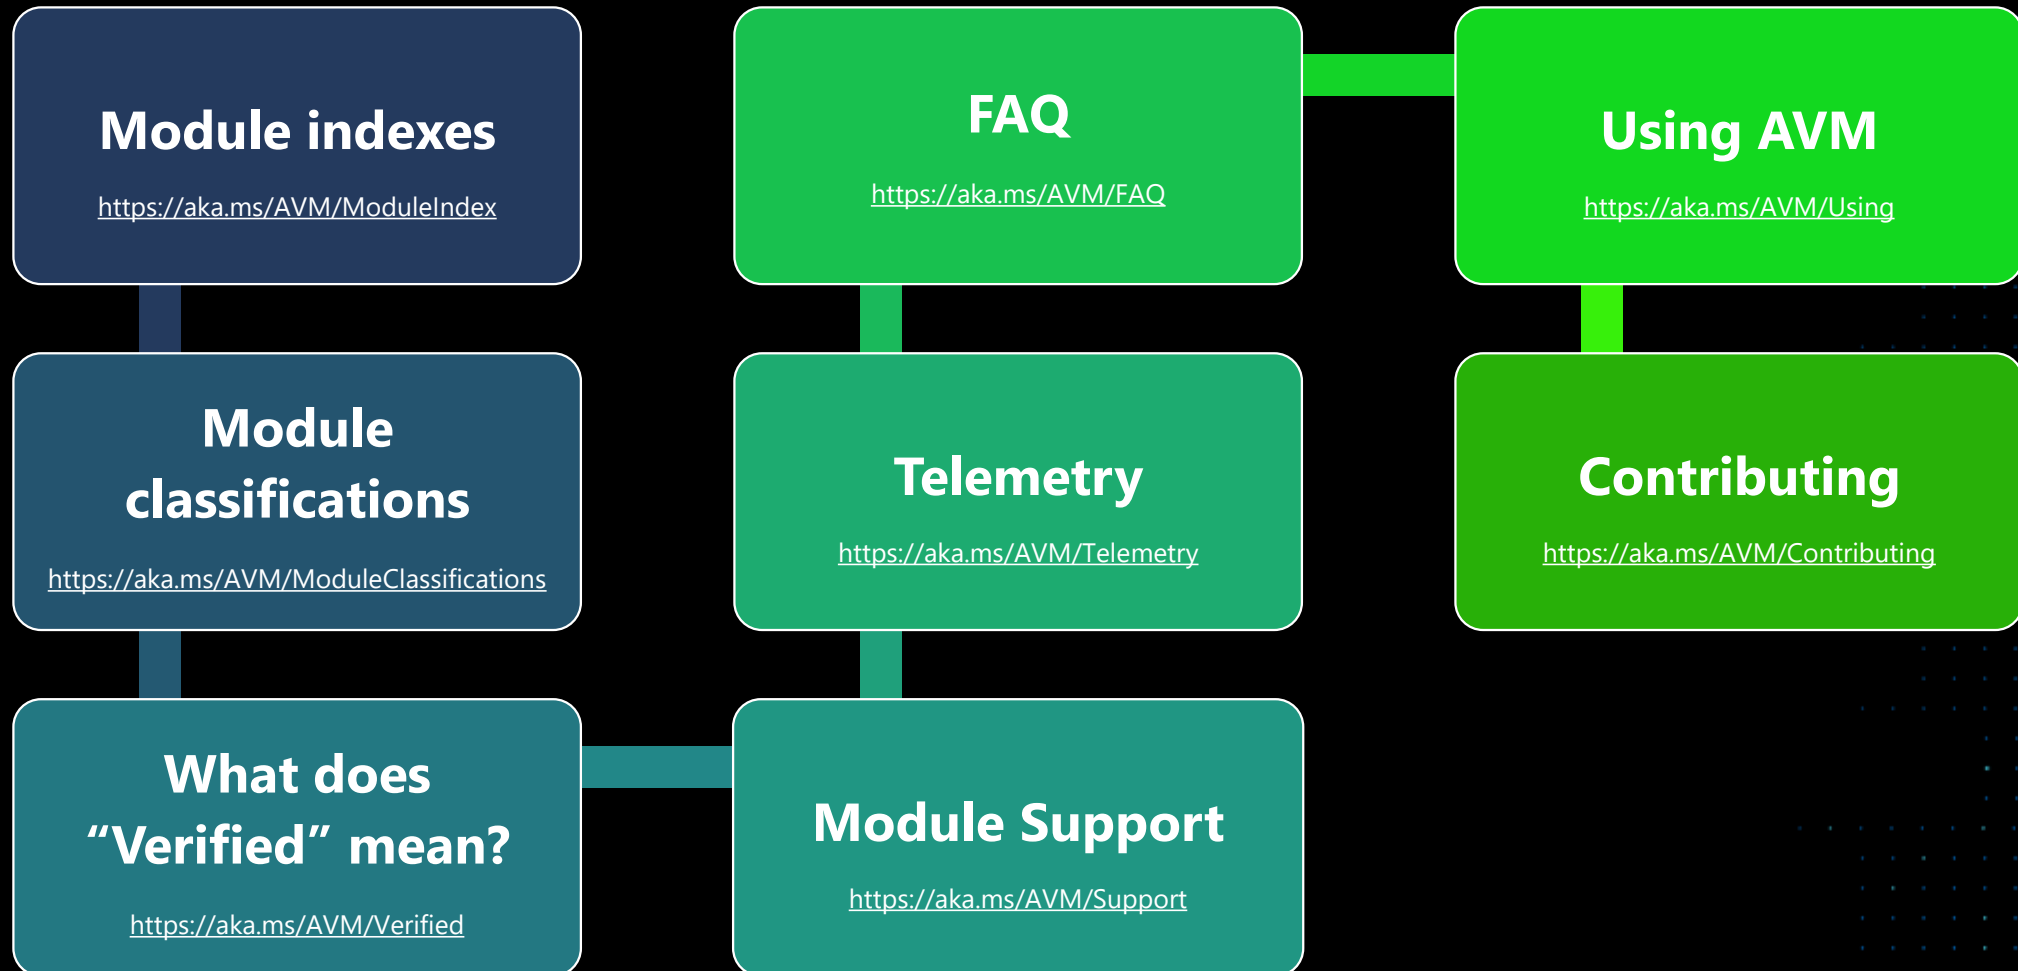 Module indexes
https://aka.ms/AVM/ModuleIndex
Module
classifications
https://aka.ms/AVM/ModuleClassifications
What does
“Verified” mean?
https://aka.ms/AVM/Verified
Module Support
https://aka.ms/AVM/Support
Telemetry
https://aka.ms/AVM/Telemetry
FAQ
https://aka.ms/AVM/FAQ
Using AVM
https://aka.ms/AVM/Using
Contributing
https://aka.ms/AVM/Contributing